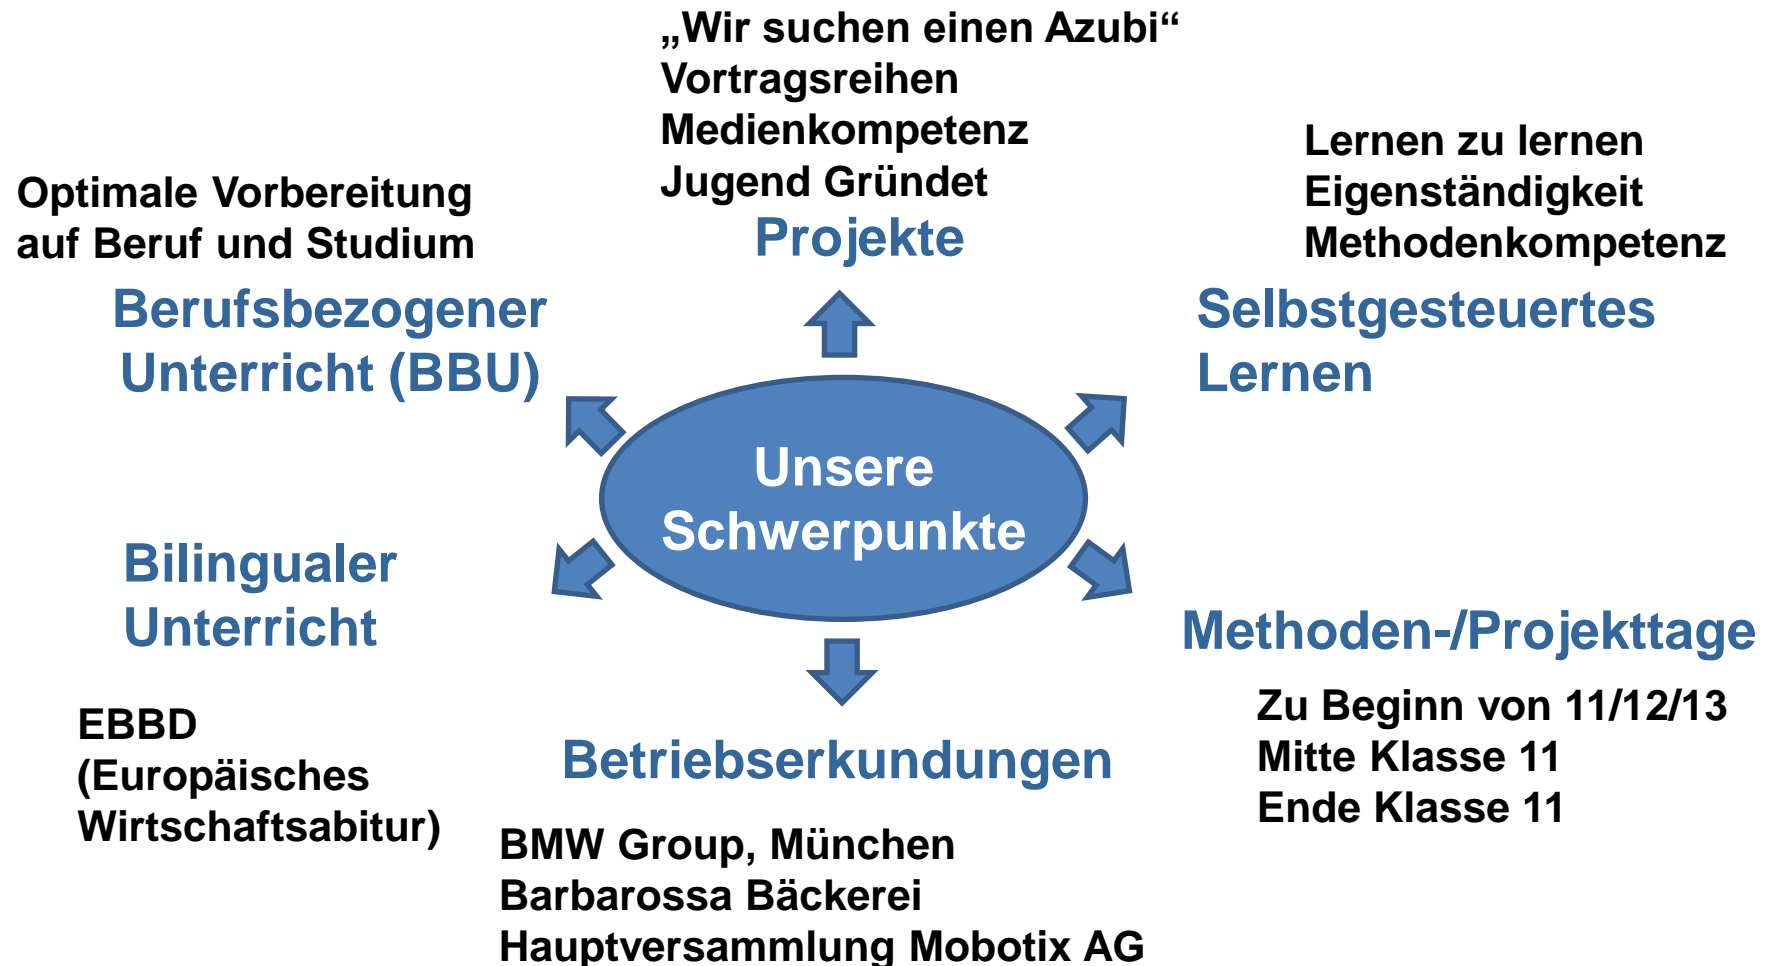 „Wir suchen einen Azubi“
Vortragsreihen
Medienkompetenz
Jugend Gründet
Projekte
Optimale Vorbereitung
auf Beruf und Studium
Berufsbezogener
Unterricht (BBU)
Lernen zu lernen
Eigenständigkeit
Methodenkompetenz
Selbstgesteuertes
Lernen
Unsere
Schwerpunkte
Bilingualer
Unterricht
EBBD
(Europäisches
Wirtschaftsabitur)
Betriebserkundungen
BMW Group, München
Barbarossa Bäckerei
Hauptversammlung Mobotix AG
Methoden-/Projekttage
Zu Beginn von 11/12/13
Mitte Klasse 11
Ende Klasse 11